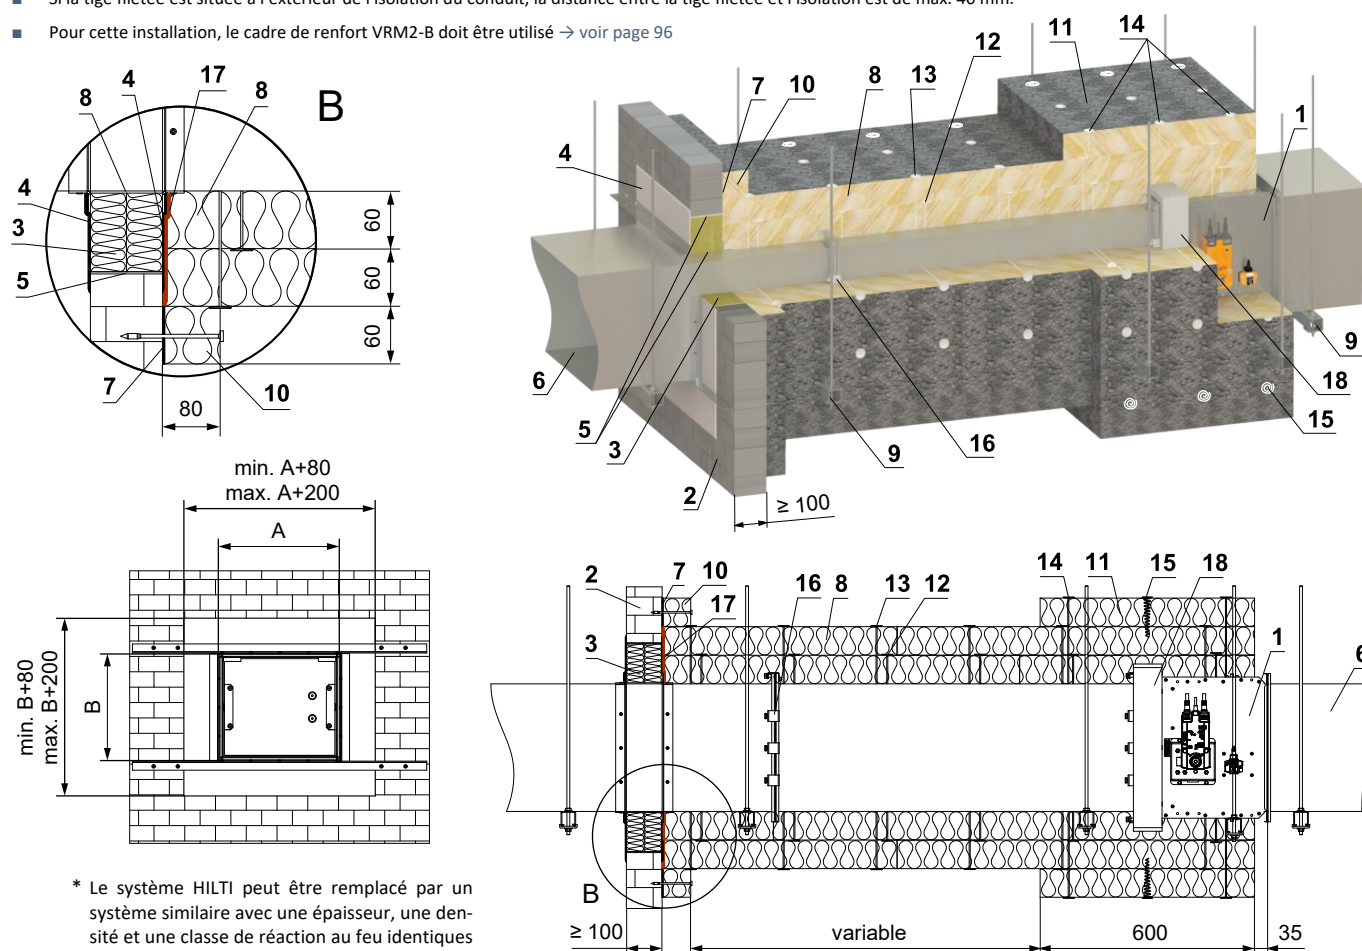 ■ Si la tige filetée est située à l'extérieur de l'isolation du conduit, la distance entre la tige filetée et l'isolation est de max. 40 mm.
■ Pour cette installation, le cadre de renfort VRM2-B doit être utilisé → voir page 96
4 17
8 8
B
4
3
5
60
60
60
7
10
80
11 14
12
13
8
10
7
1
4
6
5
3
2
9
16
≥ 100
18
15
9
min. A+80
max. A+200
A
min. B+80
max. B+200
B
2 7 10 16 8 13 12 14 11 15 18
17
3
1
6
B
≥ 100 variable 600 35
* Le système HILTI peut être remplacé par un
système similaire avec une épaisseur, une den-
sité et une classe de réaction au feu identiques